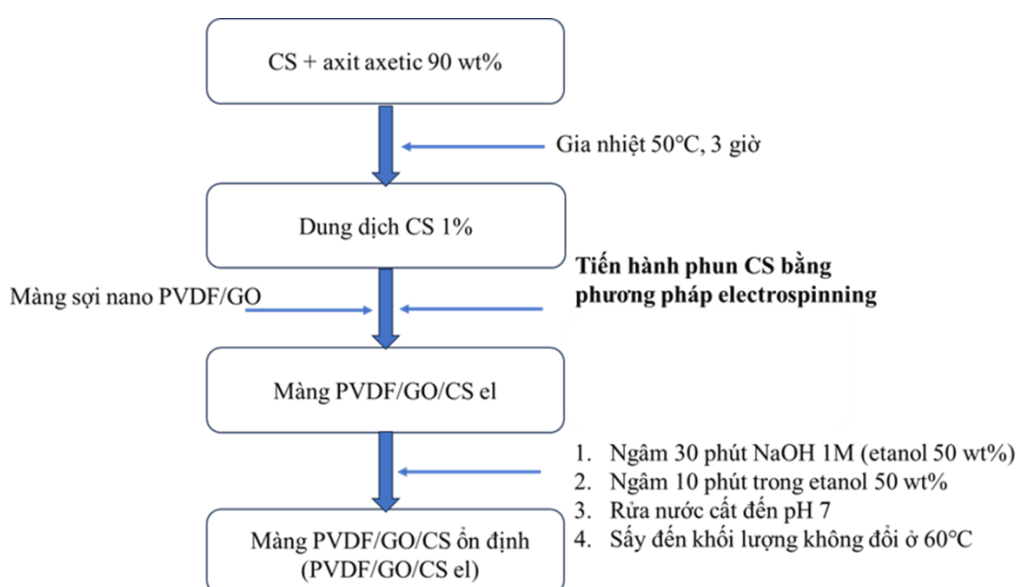 CS + axit axetic 90 wt%
Gia nhiệt 50°C, 3 giờ
Dung dịch CS 1%
Tiến hành phun CS bằng
phương pháp electrospinning
Màng sợi nano PVDF/GO
Màng PVDF/GO/CS el
1. Ngâm 30 phút NaOH 1M (etanol 50 wt%)
2. Ngâm 10 phút trong etanol 50 wt%
3. Rửa nước cất đến pH 7
4. Sấy đến khối lượng không đổi ở 60°C
Màng PVDF/GO/CS ổn định
(PVDF/GO/CS el)